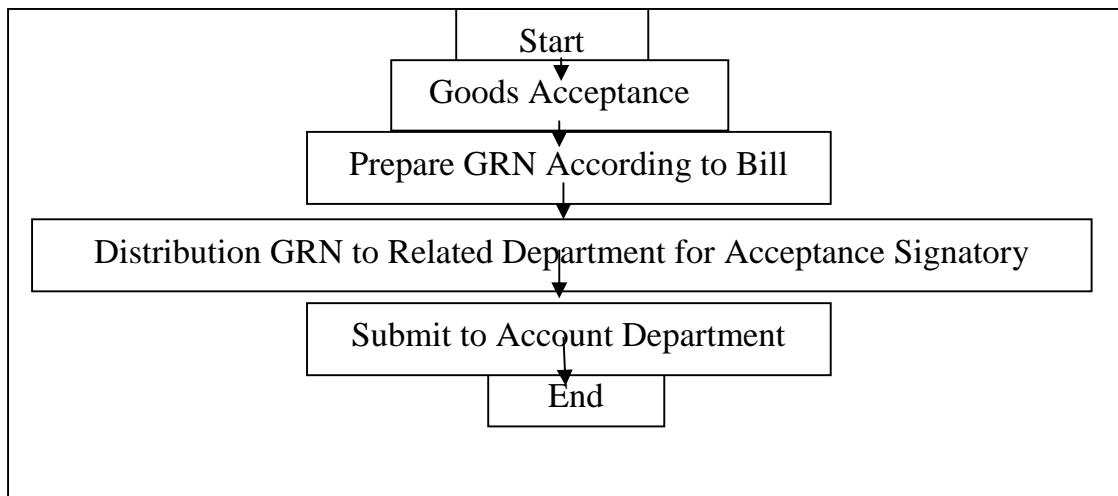 Start
Goods Acceptance
Prepare GRN According to Bill
Distribution GRN to Related Department for Acceptance Signatory
Submit to Account Department
End